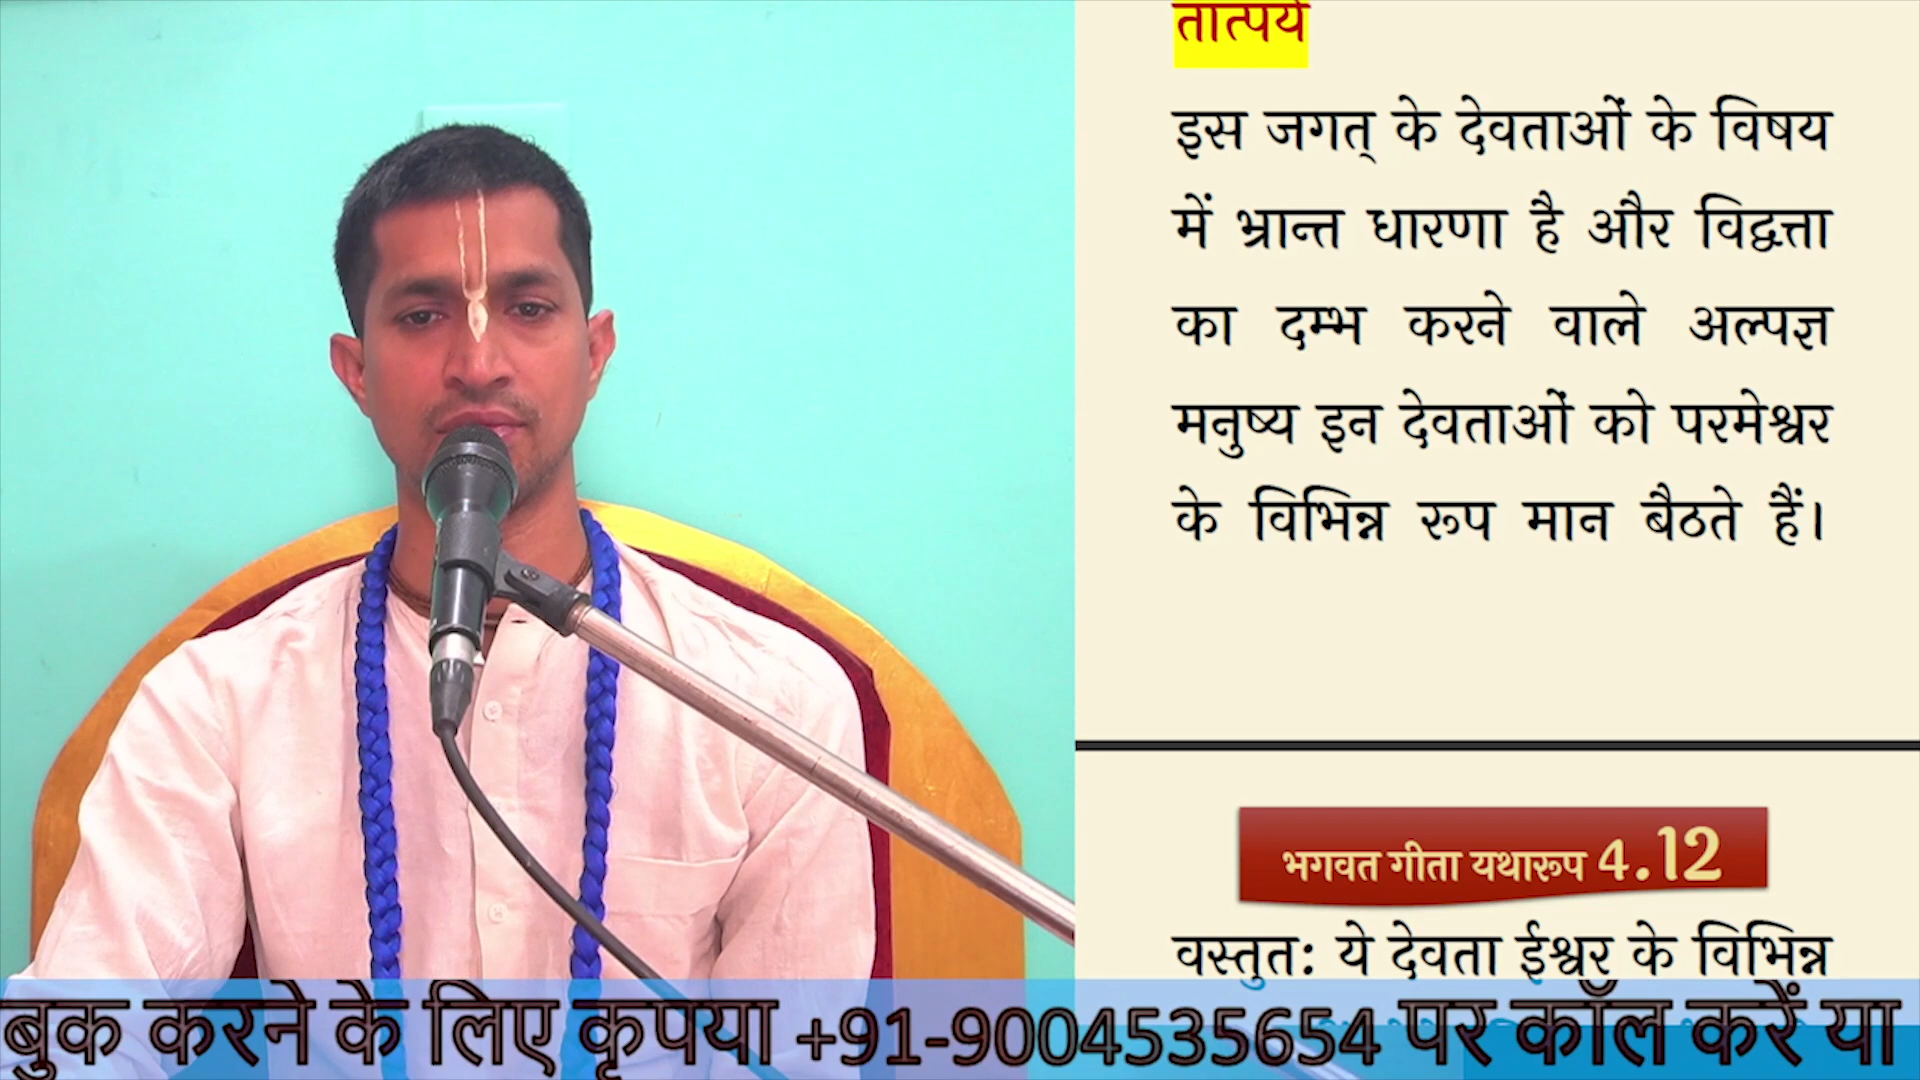 तात्पर्य
इस जगत् के देवताओं के विषय
में भ्रान्त धारणा है और विद्वत्ता
का दम्भ करने वाले अल्पज्ञ
मनुष्य इन देवताओं को परमेश्वर
के विभिन्न रूप मान बैठते हैं।
भगवत गीता यथारूप 4.12
वस्तुतः ये देवता ईश्वर के विभिन्न
बुक करने के लिए कृपया +91-9004535654 पर कॉल करें या